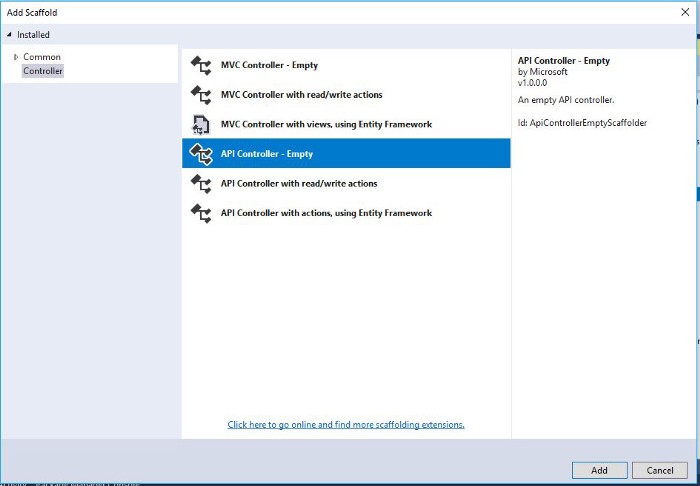 Add Scaffold
Installed
Common
Controller
MVC Controller - Empty
MVC Controller with read/write actions
MVC Controller with views, using Entity Framework
API Controller - Empty
API Controller with read/write actions
API Controller with actions, using Entity Framework
API Controller - Empty
by Microsoft
v1.0.0.0
An empty API controller.
Id: ApiControllerEmptyScaffolder
Click here to go online and find more scaffolding extensions.
Add
Cancel